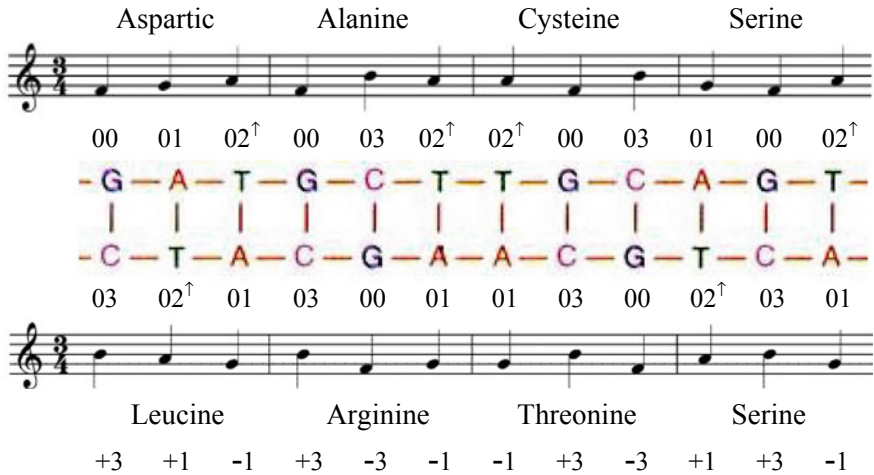 Aspartic Alanine Cysteine Serine
3
4
00 01 02↑ 00 03 02↑ 02↑ 00 03 01 00 02↑
G A T G C T T G C A G T
C T A C G A A C G T C A
03 02↑ 01 03 00 01 01 03 00 02↑ 03 01
3
4
Leucine Arginine Threonine Serine
+3 +1 -1 +3 -3 -1 -1 +3 -3 +1 +3 -1